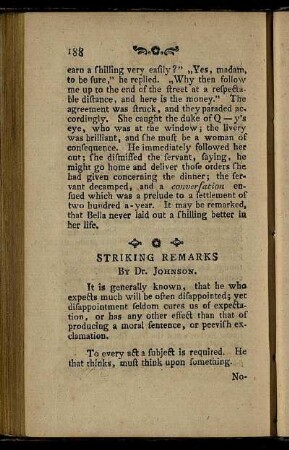 188
earn a ſhilling very eaſily?" „Yes, madam,
to be ſure," he replied. „Why then follow
me up to the end of the ſtreet at a reſpecta-
ble diſtance, and here is the money." The
agreement was ſtruck, and they paraded ac-
cordingly. She caught the duke of Q—y's
eye, who was at the window; the livery
was brilliant, and ſhe muſt be a woman of
conſequence. He immediately followed her
out; ſhe diſmiſſed the ſervant, ſaying, he
might go home and deliver thoſe orders ſhe
had given concerning the dinner; the ſer-
vant decamped, and a converſation en-
ſued which was a prelude to a ſettlement of
two hundred a-year. It may be remarked,
that Bella never laid out a ſhilling better in
her life.
STRIKING REMARKS
By Dr. Johnson.
It is generally known, that he who
expects much will be often diſappointed; yet
diſappointment ſeldom cures us of expecta-
tion, or has any other effect than that of
producing a moral ſentence, or peeviſh ex-
clamation.
To every act a ſubject is required. He
that thinks, muſt think upon ſomething.
No-